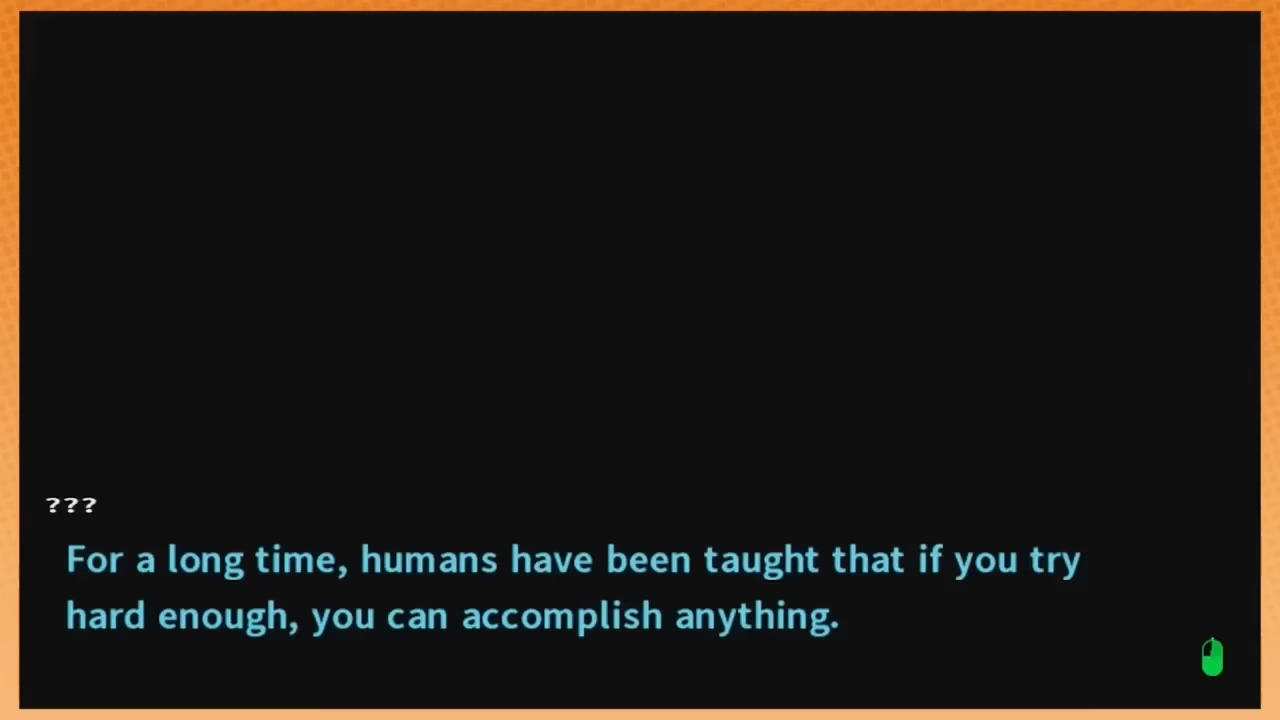 ???
For a long time, humans have been taught that if you try
hard enough, you can accomplish anything.